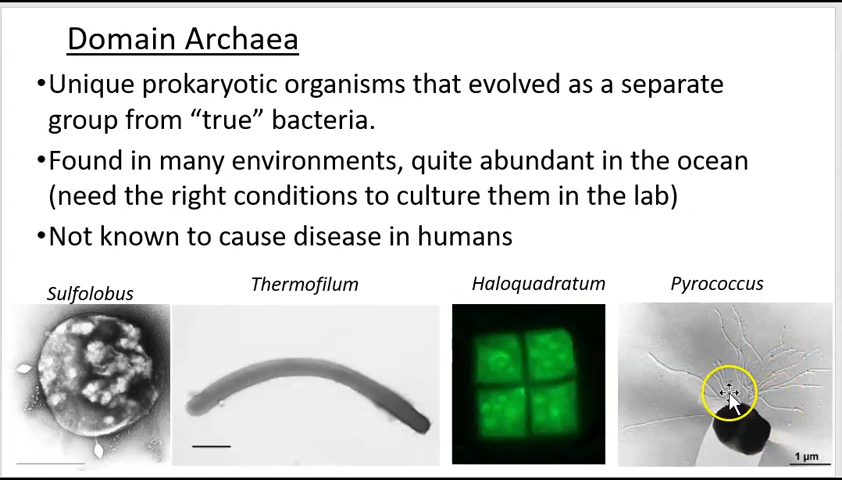 Domain Archaea
•Unique prokaryotic organisms that evolved as a separate
group from “true” bacteria.
•Found in many environments, quite abundant in the ocean
(need the right conditions to culture them in the lab)
•Not known to cause disease in humans
Sulfolobus
Thermofilum
Haloquadratum
Pyrococcus
1 μm